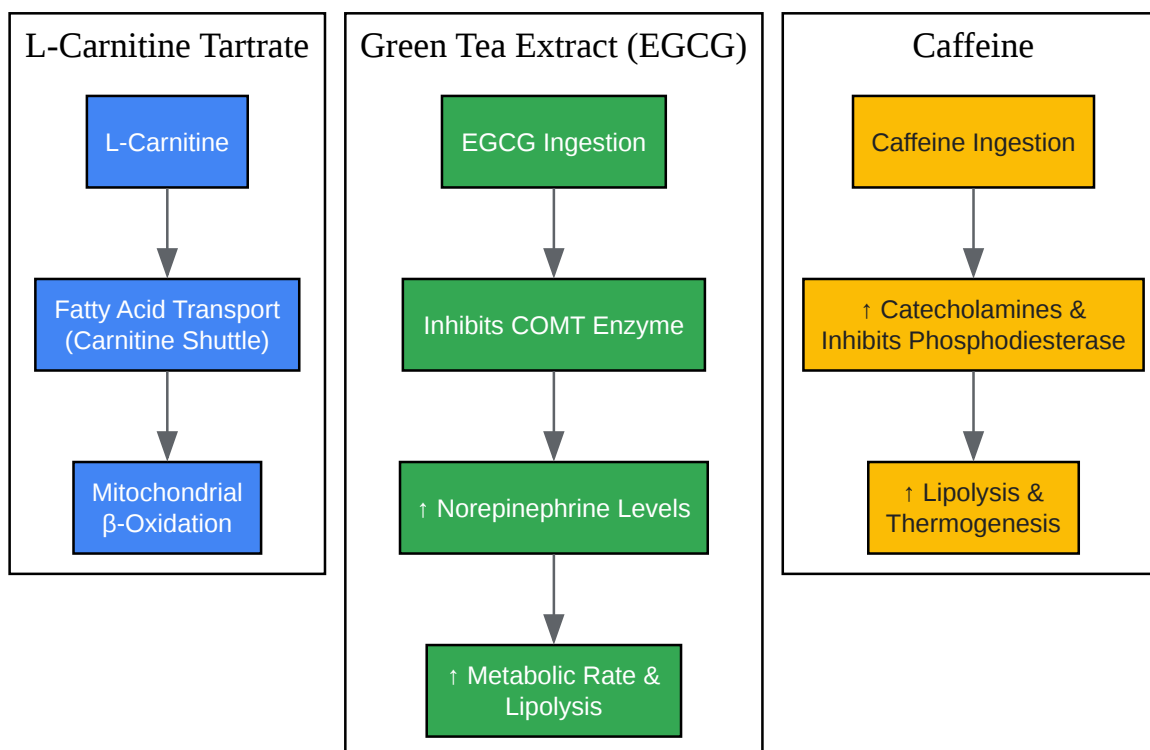 L-Carnitine Tartrate
L-Carnitine
Fatty Acid Transport
(Carnitine Shuttle)
Mitochondrial
β-Oxidation
Green Tea Extract (EGCG)
EGCG Ingestion
Inhibits COMT Enzyme
↑ Norepinephrine Levels
↑ Metabolic Rate &
Lipolysis
Caffeine
Caffeine Ingestion
↑ Catecholamines &
Inhibits Phosphodiesterase
↑ Lipolysis &
Thermogenesis